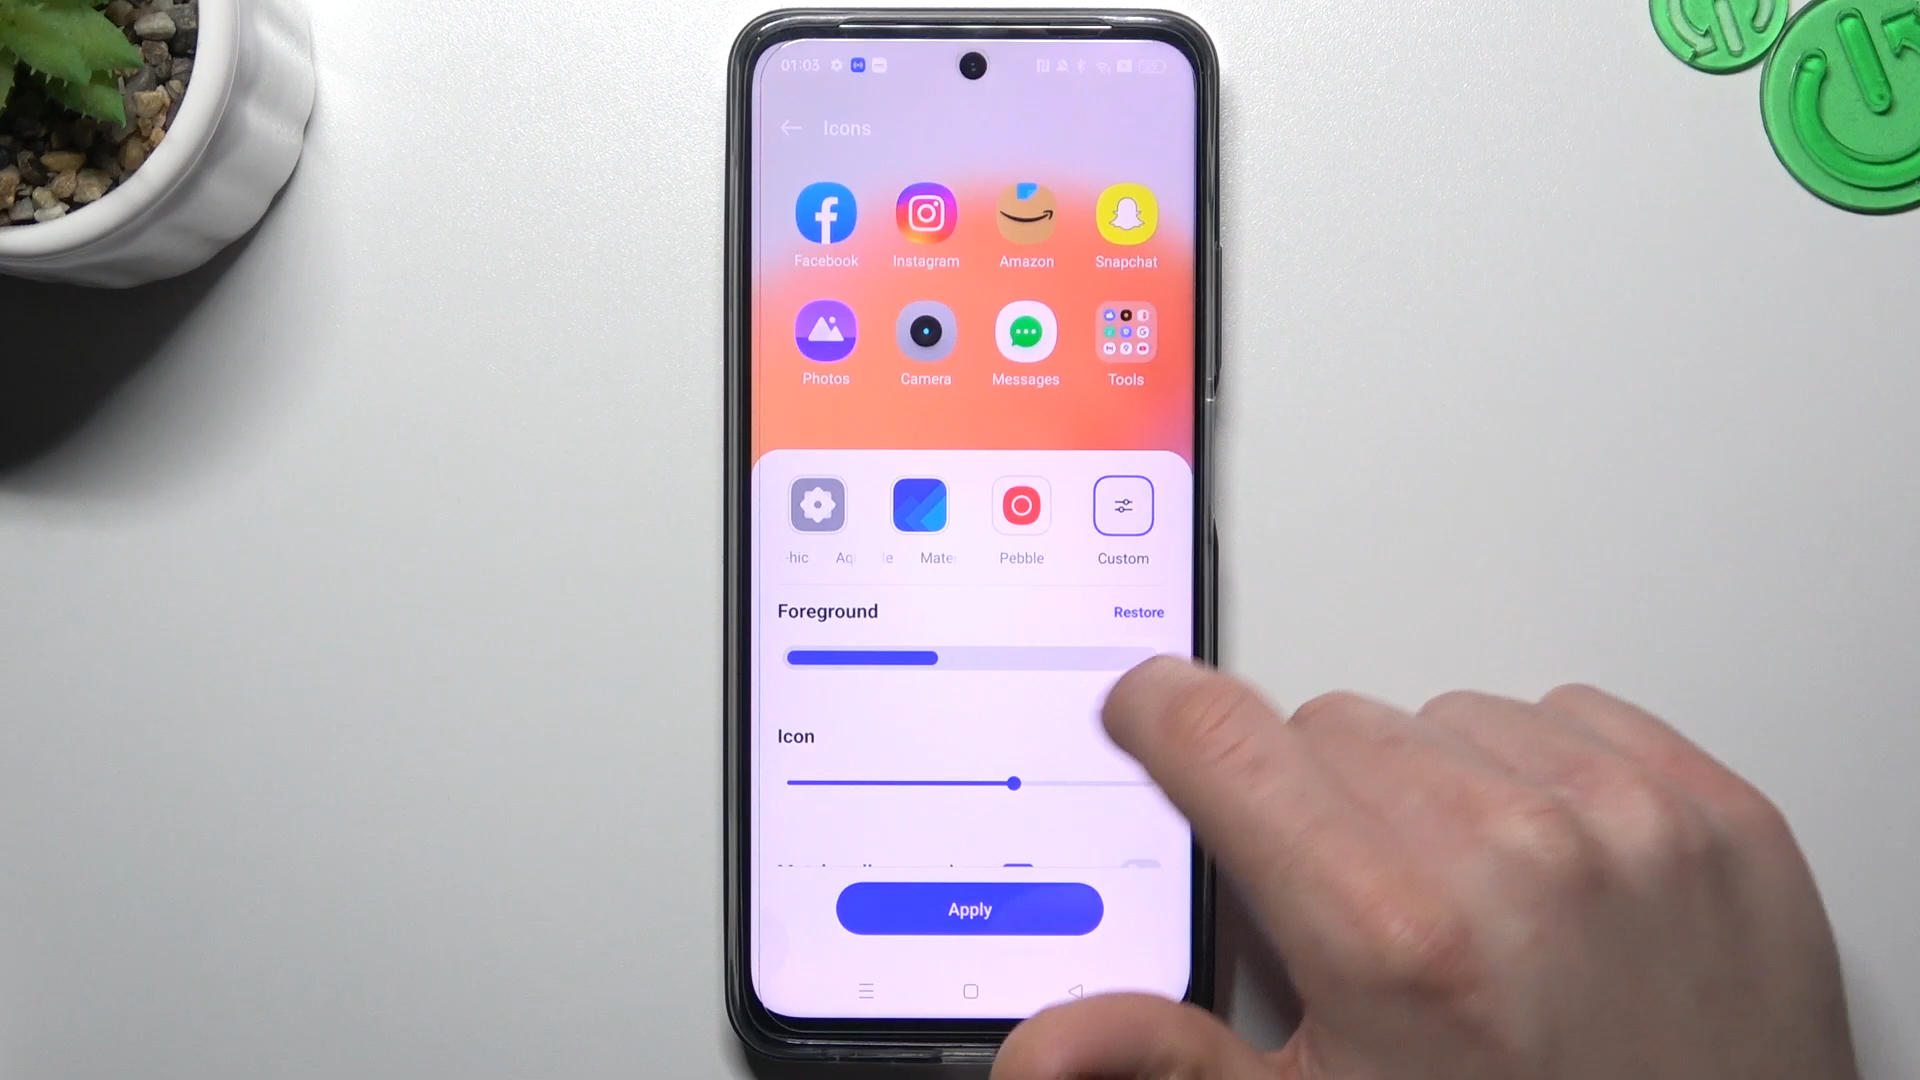 01:03
Icons
Facebook Instagram Amazon Snapchat
Photos Camera Messages Tools
hic Aq le Mate Pebble Custom
Foreground Restore
Icon
Apply